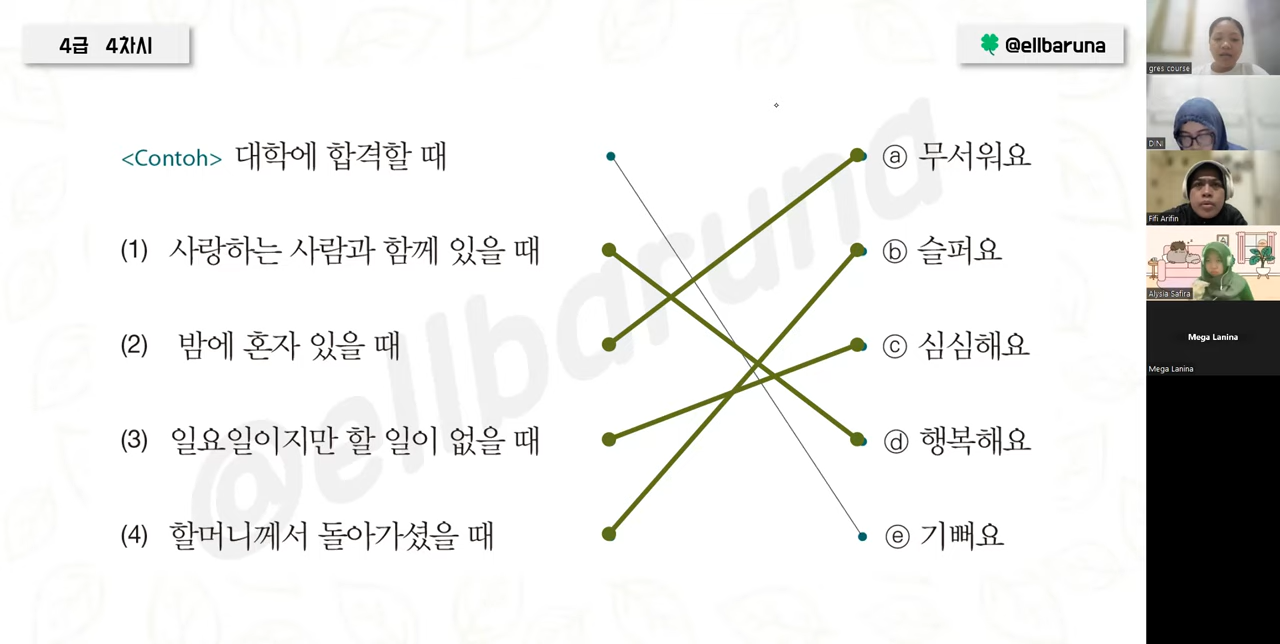 4급 4차시
@ellbaruna
<Contoh> 대학에 합격할 때
ⓐ 무서워요
(1) 사랑하는 사람과 함께 있을 때
ⓑ 슬퍼요
(2) 밤에 혼자 있을 때
ⓒ 심심해요
(3) 일요일이지만 할 일이 없을 때
ⓓ 행복해요
(4) 할머니께서 돌아가셨을 때
ⓔ 기뻐요
@ellbaruna
gres course
DINI
Fifi Arifin
Alysia Safira
Mega Lanina
Mega Lanina